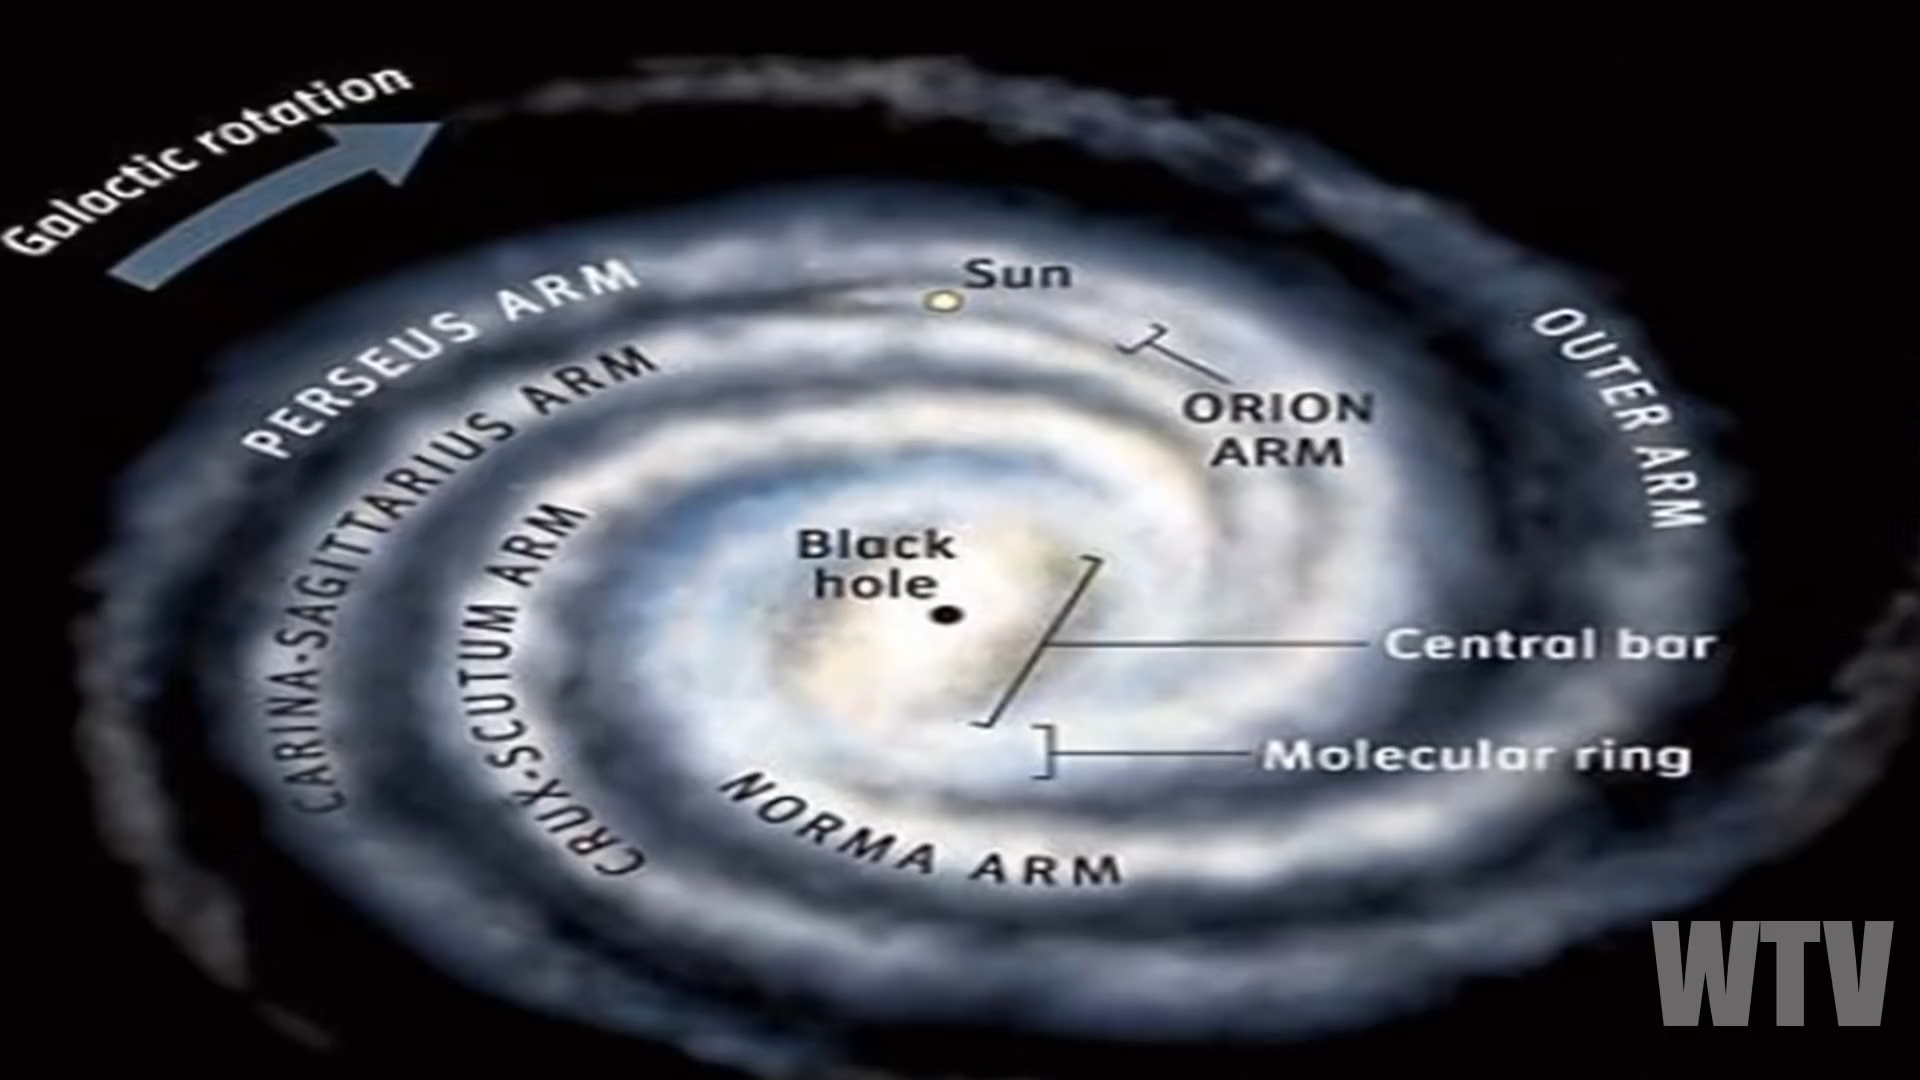 Galactic rotation
PERSEUS ARM
Sun
OUTER ARM
CARINA-SAGITTARIUS ARM
ORION
ARM
CRUX-SCUTUM ARM
Black
hole
Central bar
Molecular ring
NORMA ARM
WTV